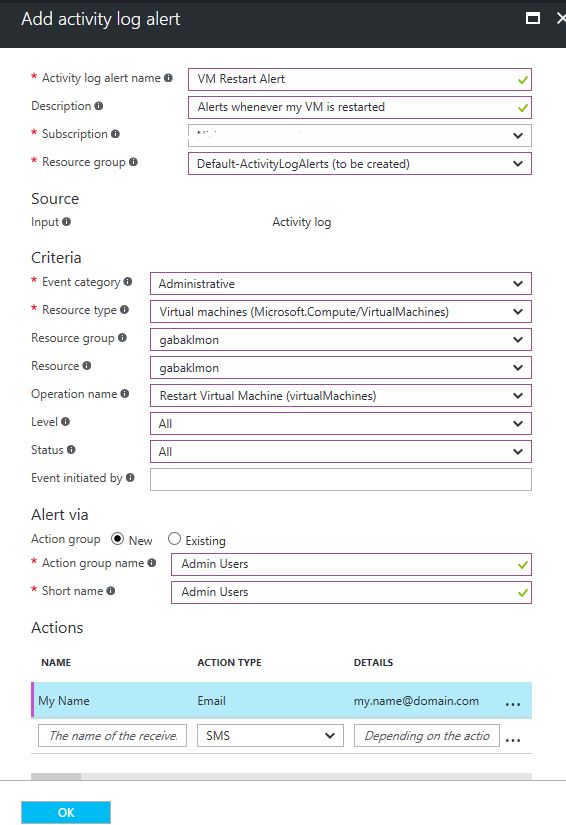 Add activity log alert
* Activity log alert name VM Restart Alert
Description Alerts whenever my VM is restarted
* Subscription
* Resource group Default-ActivityLogAlerts (to be created)
Source
Input Activity log
Criteria
* Event category Administrative
* Resource type Virtual machines (Microsoft.Compute/VirtualMachines)
Resource group gabaklmon
Resource gabaklmon
Operation name Restart Virtual Machine (virtualMachines)
Level All
Status All
Event initiated by
Alert via
Action group New Existing
* Action group name Admin Users
* Short name Admin Users
Actions
NAME ACTION TYPE DETAILS
My Name Email my.name@domain.com ...
The name of the receive. SMS Depending on the actio ...
OK